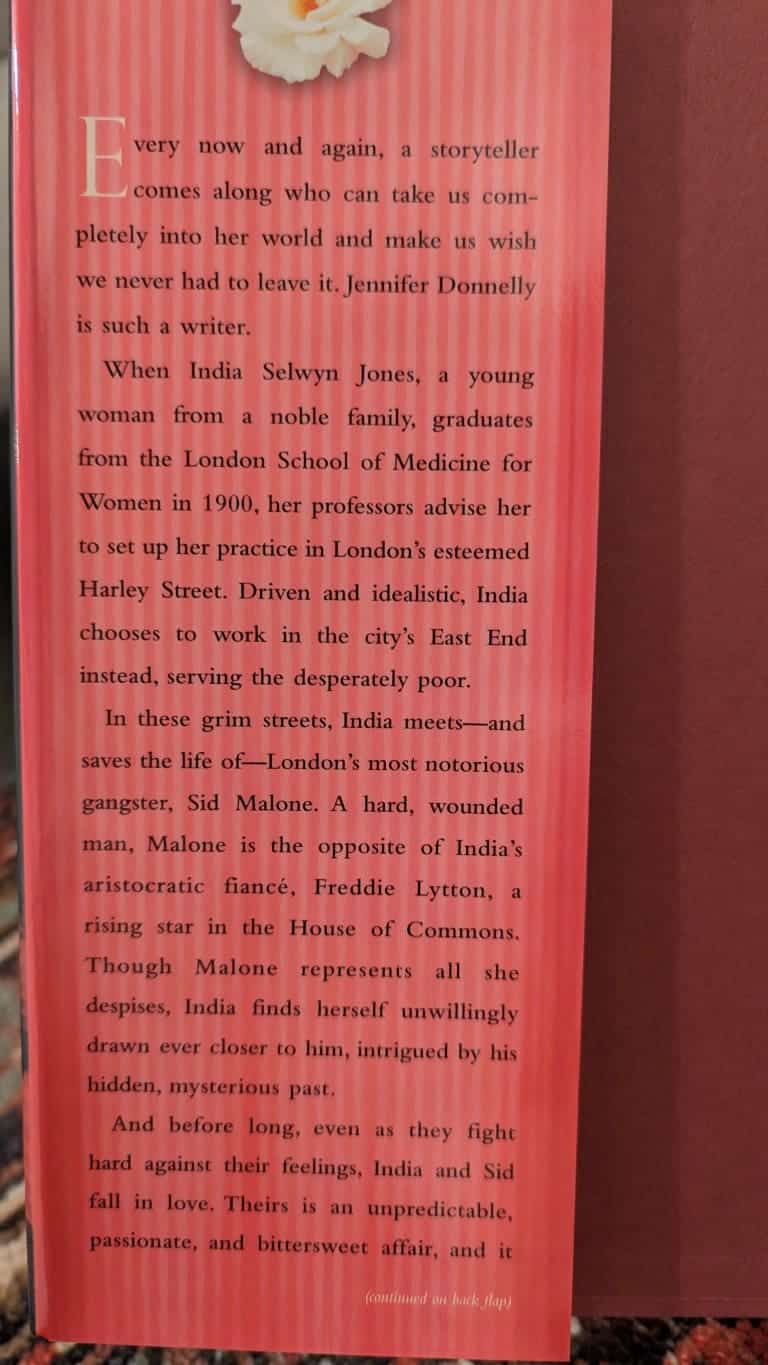 Every now and again, a storyteller
comes along who can take us com-
pletely into her world and make us wish
we never had to leave it. Jennifer Donnelly
is such a writer.
When India Selwyn Jones, a young
woman from a noble family, graduates
from the London School of Medicine for
Women in 1900, her professors advise her
to set up her practice in London's esteemed
Harley Street. Driven and idealistic, India
chooses to work in the city's East End
instead, serving the desperately poor.
In these grim streets, India meets—and
saves the life of—London's most notorious
gangster, Sid Malone. A hard, wounded
man, Malone is the opposite of India's
aristocratic fiancé, Freddie Lytton, a
rising star in the House of Commons.
Though Malone represents all she
despises, India finds herself unwillingly
drawn ever closer to him, intrigued by his
hidden, mysterious past.
And before long, even as they fight
hard against their feelings, India and Sid
fall in love. Theirs is an unpredictable,
passionate, and bittersweet affair, and it
(continued on back flap)